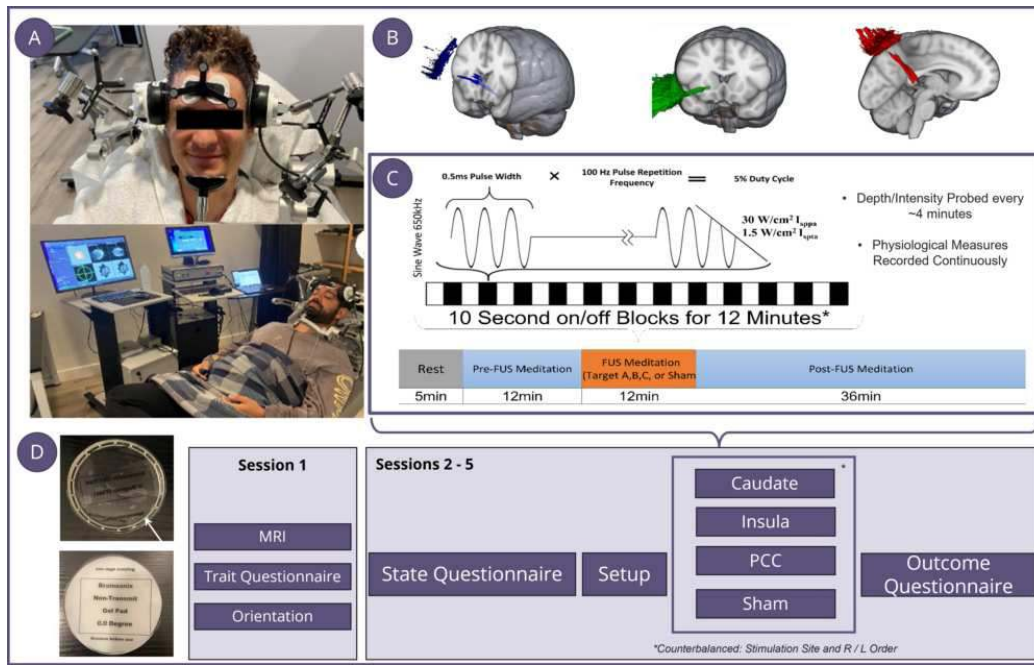 A
B
C
0.5ms Pulse Width
×
100 Hz Pulse Repetition
Frequency
=
5% Duty Cycle
Sine Wave 650kHz
30 W/cm² Isppa
1.5 W/cm² Ispta
• Depth/Intensity Probed every
~4 minutes
• Physiological Measures
Recorded Continuously
10 Second on/off Blocks for 12 Minutes*
Rest
Pre-FUS Meditation
FUS Meditation
(Target A,B,C, or Sham
Post-FUS Meditation
5min
12min
12min
36min
D
Brainsonix
Non-Transmit
Gel Pad
0.0 Degree
Session 1
MRI
Trait Questionnaire
Orientation
Sessions 2 - 5
State Questionnaire
Setup
*
Caudate
Insula
PCC
Sham
Outcome
Questionnaire
*Counterbalanced: Stimulation Site and R / L Order